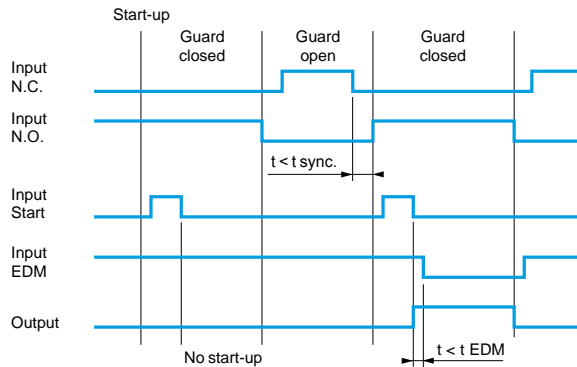 Start-up
Guard
closed
Guard
open
Guard
closed
Input
N.C.
Input
N.O.
t < t sync.
Input
Start
Input
EDM
Output
t < t EDM
No start-up